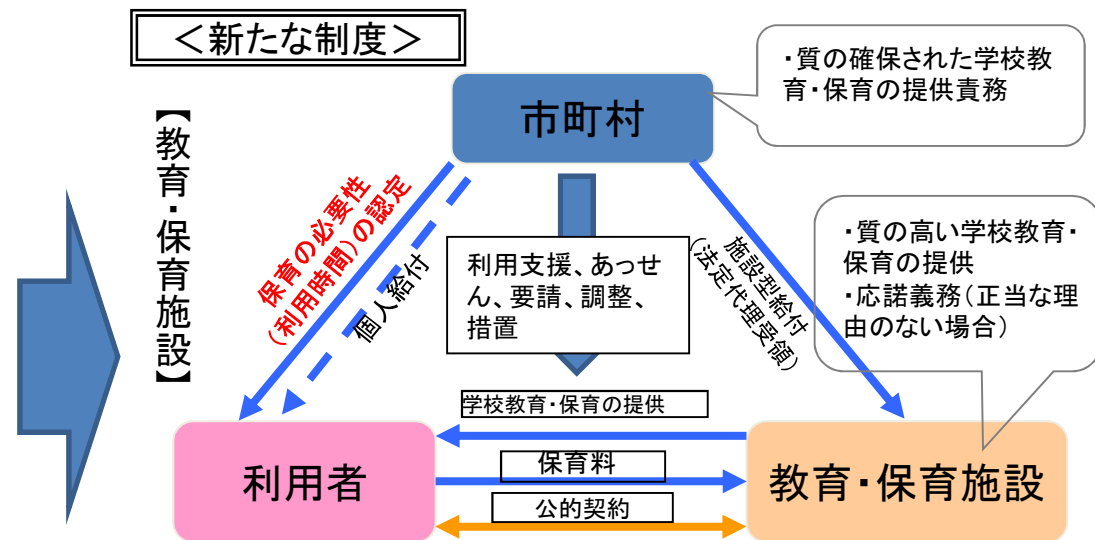 ＜新たな制度＞
【教育・保育施設】
市町村
・質の確保された学校教
育・保育の提供責務
保育の必要性
（利用時間）の認定
個人給付
利用支援、あっせ
ん、要請、調整、
措置
施設型給付
（法定代理受領）
・質の高い学校教育・
保育の提供
・応諾義務（正当な理
由のない場合）
学校教育・保育の提供
利用者
保育料
教育・保育施設
公的契約